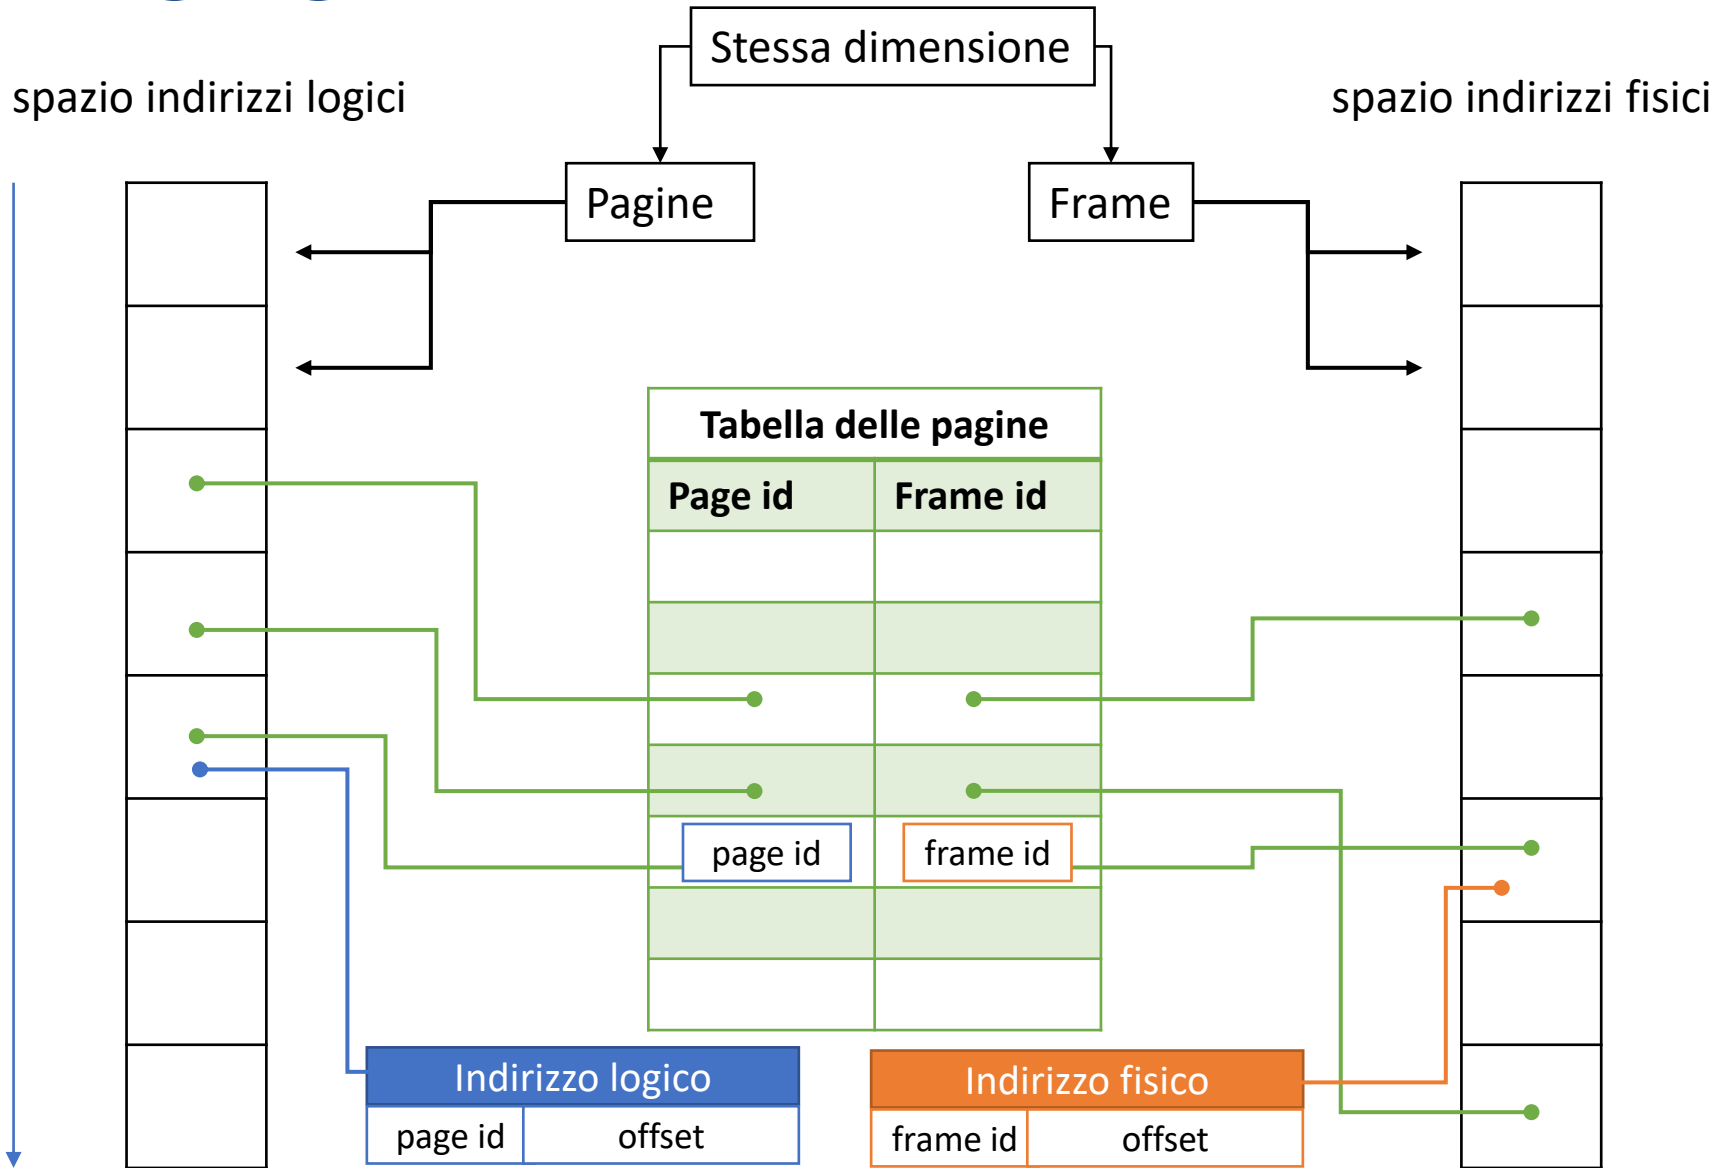 Stessa dimensione
spazio indirizzi logici
spazio indirizzi fisici
Pagine
Frame
Tabella delle pagine
Page id
Frame id
page id
frame id
Indirizzo logico
Indirizzo fisico
page id
offset
frame id
offset